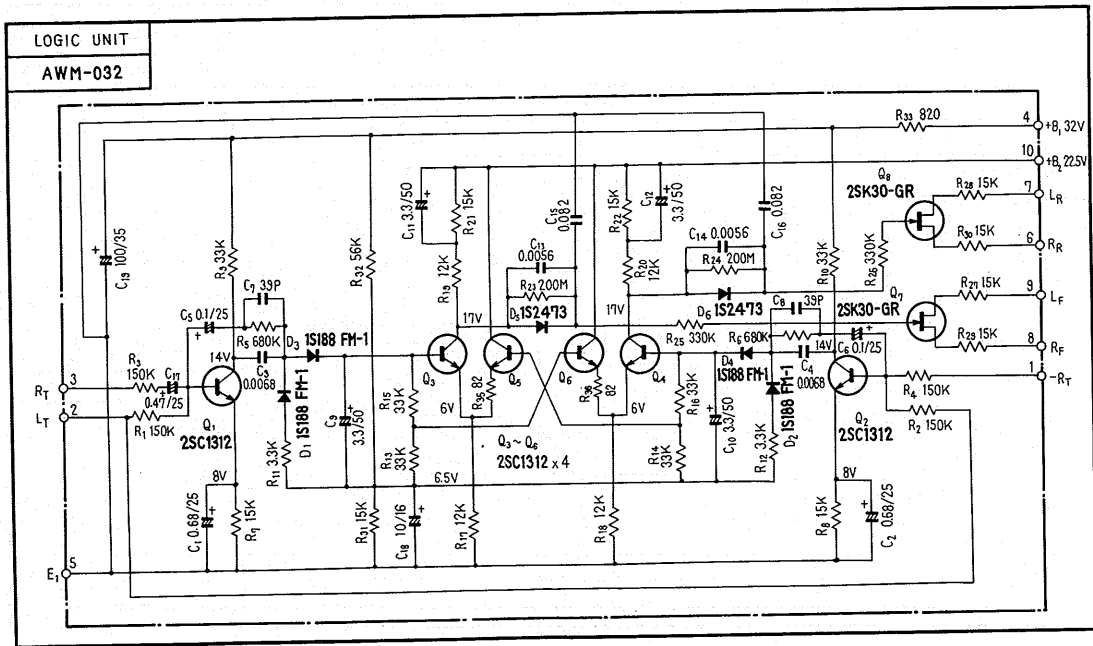 LOGIC UNIT
AWM-032
R33 820
4 +B1 32V
10 +B2 22.5V
Q8
2SK30-GR
R28 15K
7 LR
R30 15K
6 RR
C11 3.3/50
R21 15K
C15 0.082
R22 15K
C12 3.3/50
C16 0.082
C19 100/35
R9 33K
R32 56K
12K
R19
C13
0.0056
R23 200M
D5
1S2473
R20
12K
C14 0.0056
R24 200M
1S2473
D6
R10 33K
R26 330K
Q7
2SK30-GR
R27 15K
9 LF
R29 15K
8 RF
C7 39P
C5 0.1/25
R5 680K
D3
1S188 FM-1
17V
17V
R25 330K
C8 39P
R6 680K
C6 0.1/25
14V
C3
0.0068
14V
C4
0.0068
D4
1S188 FM-1
RT 3
R3
150K
C17
0.47/25
LT 2
R1 150K
Q1
2SC1312
D1 1S188 FM-1
R11 3.3K
C9
3.3/50
R15
33K
R13
33K
Q3
Q5
Q6
Q4
R35 82
R36
82
6V
6V
Q3~Q6
2SC1312 x 4
R16 33K
R14
33K
C10 3.3/50
R12 3.3K
D2 1S188 FM-1
Q2
2SC1312
1 -RT
R4
150K
R2 150K
8V
6.5V
8V
C1 0.68/25
R7 15K
R31 15K
C18 10/16
R17 12K
R18 12K
R8 15K
C2 0.68/25
E1 5